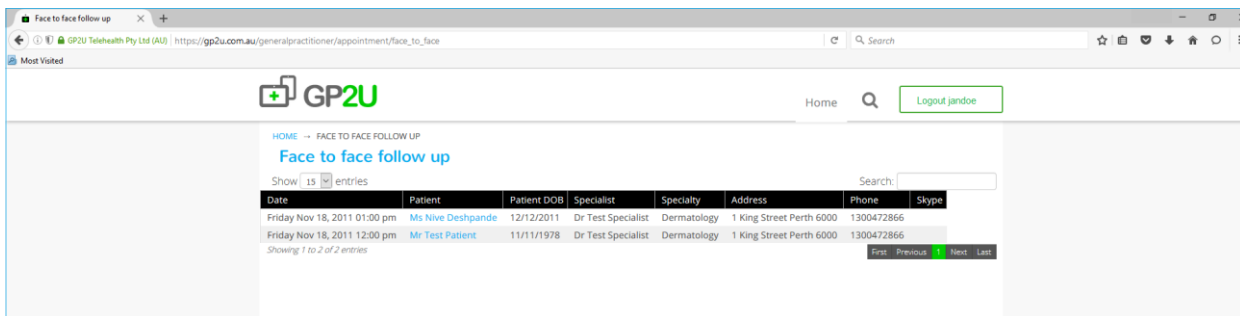 Face to face follow up
GP2U Telehealth Pty Ltd (AU) https://gp2u.com.au/generalpractitioner/appointment/face_to_face Search
Most Visited
GP2U Home Logout jandoe
HOME → FACE TO FACE FOLLOW UP
Face to face follow up
Show 15 entries Search:
Date Patient Patient DOB Specialist Specialty Address Phone Skype
Friday Nov 18, 2011 01:00 pm Ms Nive Deshpande 12/12/2011 Dr Test Specialist Dermatology 1 King Street Perth 6000 1300472866
Friday Nov 18, 2011 12:00 pm Mr Test Patient 11/11/1978 Dr Test Specialist Dermatology 1 King Street Perth 6000 1300472866
Showing 1 to 2 of 2 entries First Previous 1 Next Last